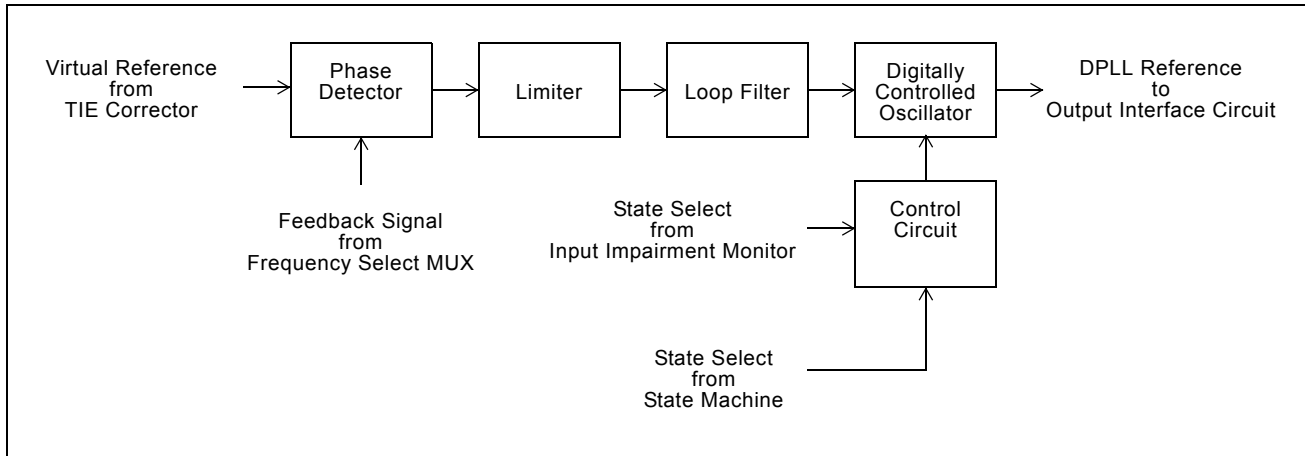 Virtual Reference
from
TIE Corrector
Phase
Detector
Limiter
Loop Filter
Digitally
Controlled
Oscillator
DPLL Reference
to
Output Interface Circuit
Feedback Signal
from
Frequency Select MUX
State Select
from
Input Impairment Monitor
Control
Circuit
State Select
from
State Machine